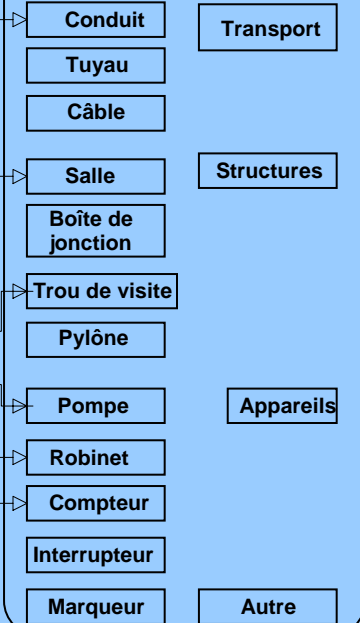 Conduit
Transport
Tuyau
Câble
Salle
Structures
Boîte de
jonction
Trou de visite
Pylône
Pompe
Appareils
Robinet
Compteur
Interrupteur
Marqueur
Autre